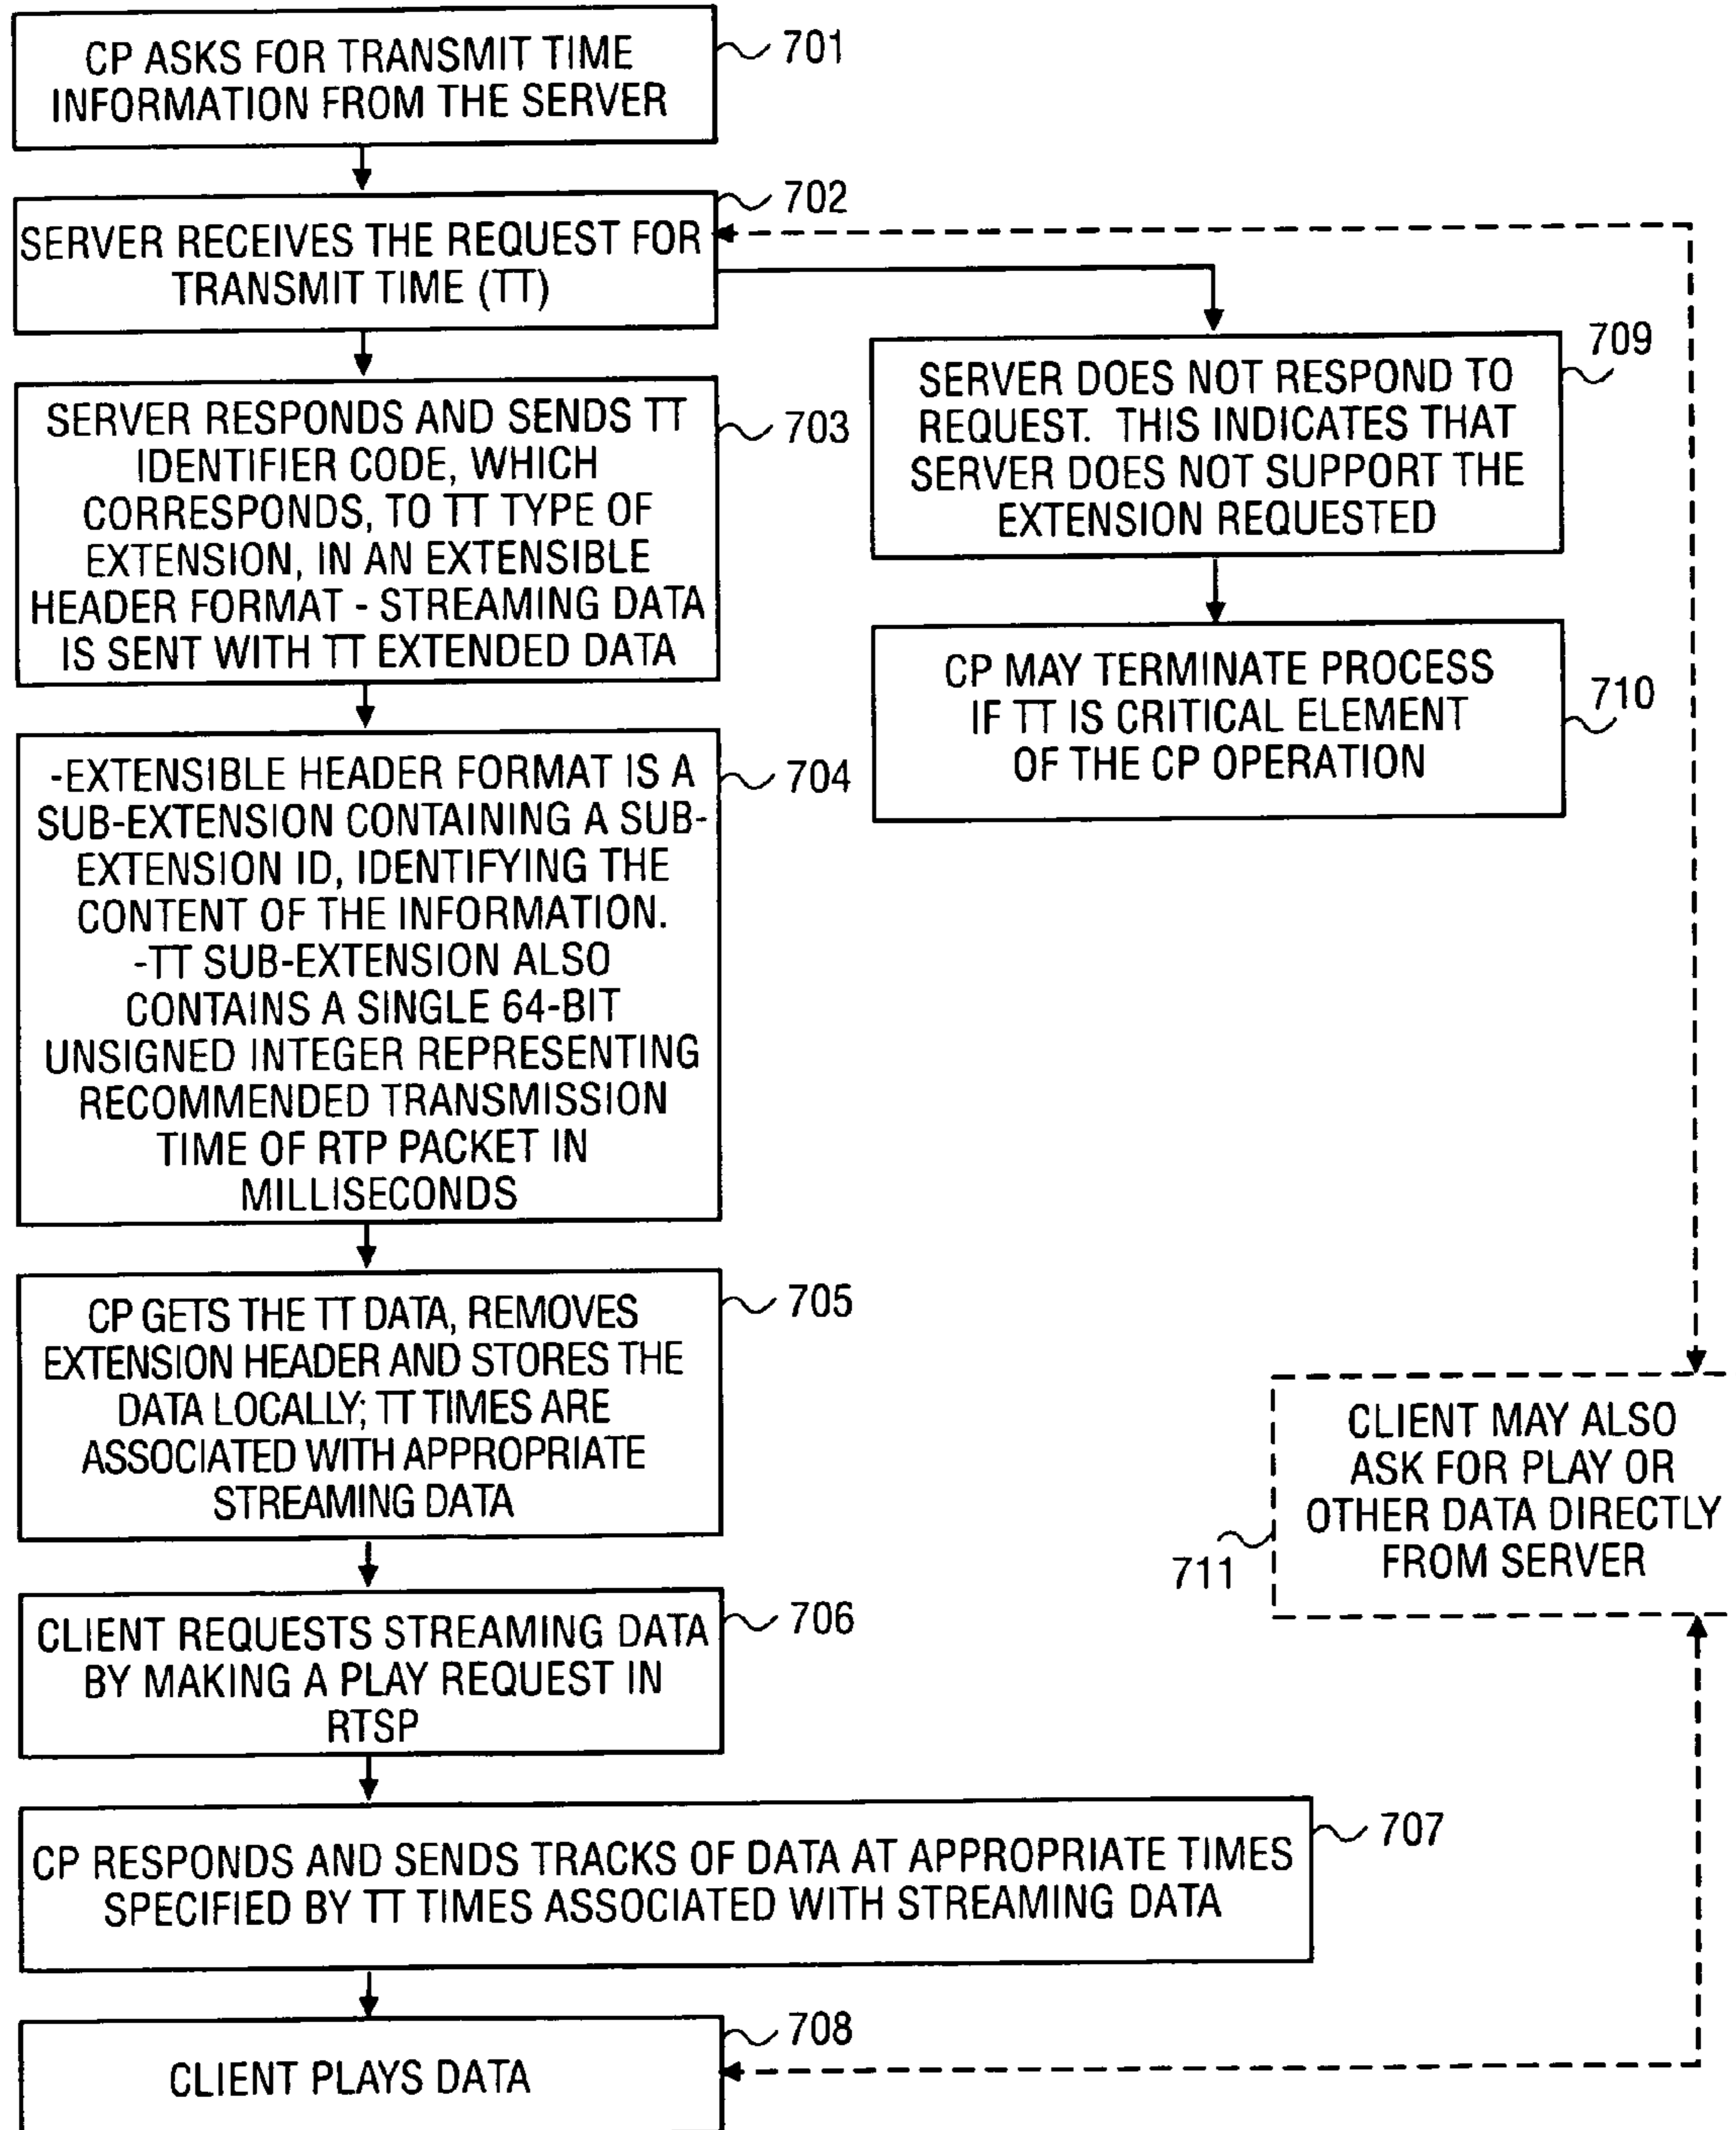 CP ASKS FOR TRANSMIT TIME
INFORMATION FROM THE SERVER
701
SERVER RECEIVES THE REQUEST FOR
TRANSMIT TIME (TT)
702
SERVER RESPONDS AND SENDS TT
IDENTIFIER CODE, WHICH
CORRESPONDS, TO TT TYPE OF
EXTENSION, IN AN EXTENSIBLE
HEADER FORMAT - STREAMING DATA
IS SENT WITH TT EXTENDED DATA
703
SERVER DOES NOT RESPOND TO
REQUEST. THIS INDICATES THAT
SERVER DOES NOT SUPPORT THE
EXTENSION REQUESTED
709
CP MAY TERMINATE PROCESS
IF TT IS CRITICAL ELEMENT
OF THE CP OPERATION
710
-EXTENSIBLE HEADER FORMAT IS A
SUB-EXTENSION CONTAINING A SUB-
EXTENSION ID, IDENTIFYING THE
CONTENT OF THE INFORMATION.
-TT SUB-EXTENSION ALSO
CONTAINS A SINGLE 64-BIT
UNSIGNED INTEGER REPRESENTING
RECOMMENDED TRANSMISSION
TIME OF RTP PACKET IN
MILLISECONDS
704
CP GETS THE TT DATA, REMOVES
EXTENSION HEADER AND STORES THE
DATA LOCALLY; TT TIMES ARE
ASSOCIATED WITH APPROPRIATE
STREAMING DATA
705
CLIENT MAY ALSO
ASK FOR PLAY OR
OTHER DATA DIRECTLY
FROM SERVER
711
CLIENT REQUESTS STREAMING DATA
BY MAKING A PLAY REQUEST IN
RTSP
706
CP RESPONDS AND SENDS TRACKS OF DATA AT APPROPRIATE TIMES
SPECIFIED BY TT TIMES ASSOCIATED WITH STREAMING DATA
707
CLIENT PLAYS DATA
708